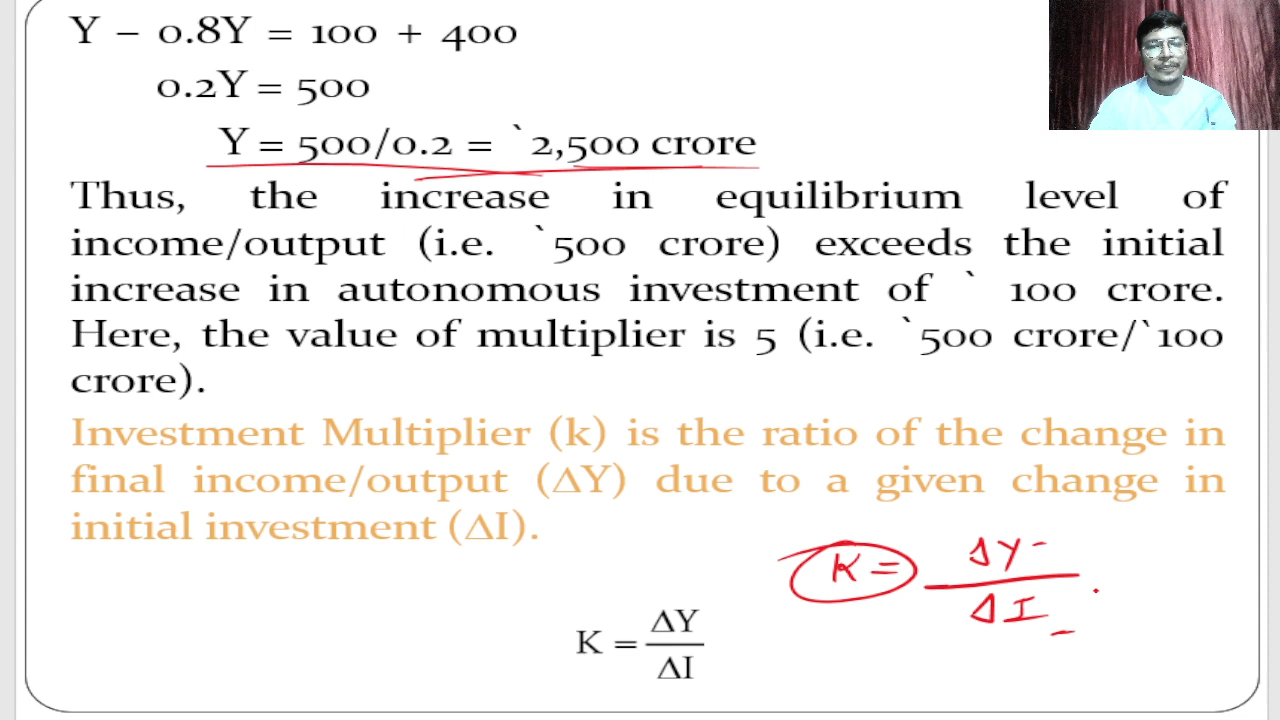 Y – 0.8Y = 100 + 400
0.2Y = 500
Y = 500/0.2 = `2,500 crore
Thus, the increase in equilibrium level of
income/output (i.e. `500 crore) exceeds the initial
increase in autonomous investment of ` 100 crore.
Here, the value of multiplier is 5 (i.e. `500 crore/`100
crore).
Investment Multiplier (k) is the ratio of the change in
final income/output (ΔY) due to a given change in
initial investment (ΔI).
K = ΔY
ΔI
K = ΔY
ΔI